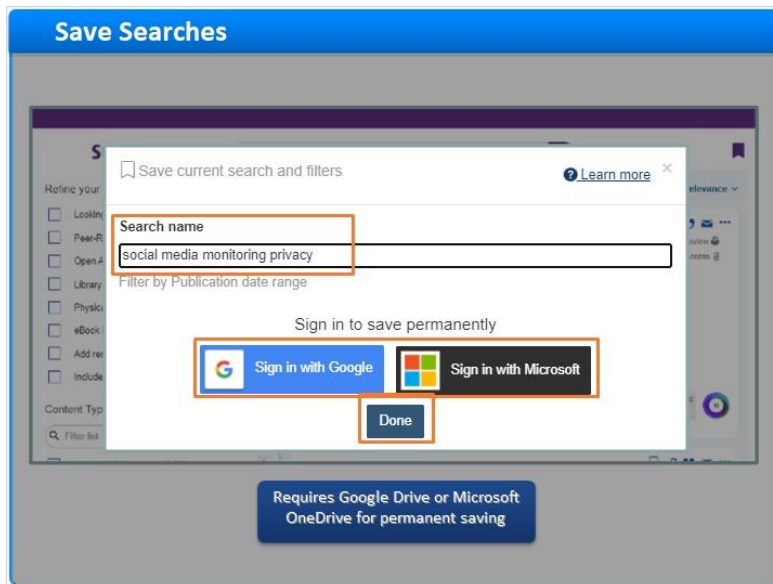 Save Searches
S
Save current search and filters
Learn more
×
Refine your
elevance
Looking
Search name
Peer-R
social media monitoring privacy
Open A
Filter by Publication date range
Library
Physic
Sign in to save permanently
eBook
Sign in with Google
Sign in with Microsoft
Add re
Include
Done
Content Typ
Filter list
Requires Google Drive or Microsoft
OneDrive for permanent saving